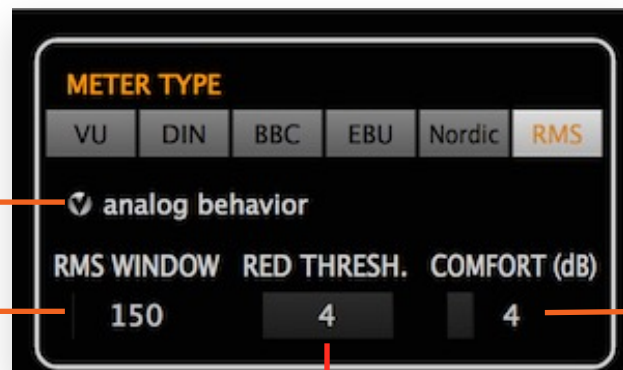 METER TYPE
VU DIN BBC EBU Nordic RMS
analog behavior
RMS WINDOW RED THRESH. COMFORT (dB)
150 4 4